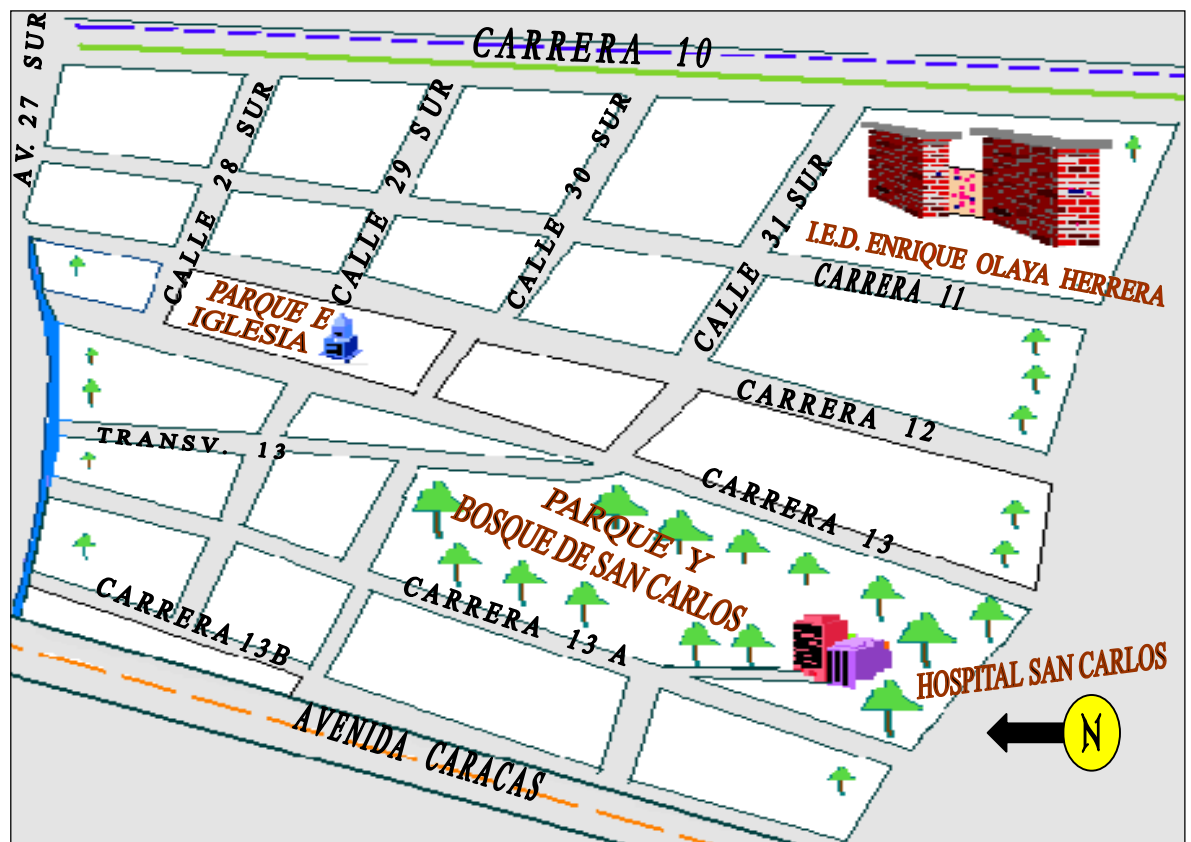 CARRERA 10
AV. 27 SUR
CALLE 28 SUR
CALLE 29 SUR
CALLE 30 SUR
CALLE 31 SUR
I.E.D. ENRIQUE OLAYA HERRERA
CARRERA 11
PARQUE E
IGLESIA
CARRERA 12
TRANSV. 13
CARRERA 13
PARQUE Y
BOSQUE DE SAN CARLOS
CARRERA 13 A
CARRERA 13B
HOSPITAL SAN CARLOS
N
AVENIDA CARACAS